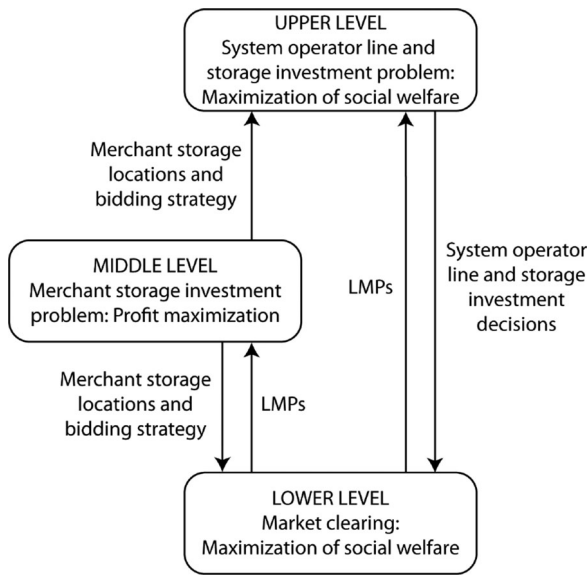 UPPER LEVEL
System operator line and
storage investment problem:
Maximization of social welfare
Merchant storage
locations and
bidding strategy
MIDDLE LEVEL
Merchant storage investment
problem: Profit maximization
LMPs
System operator
line and storage
investment
decisions
Merchant storage
locations and
bidding strategy
LMPs
LOWER LEVEL
Market clearing:
Maximization of social welfare